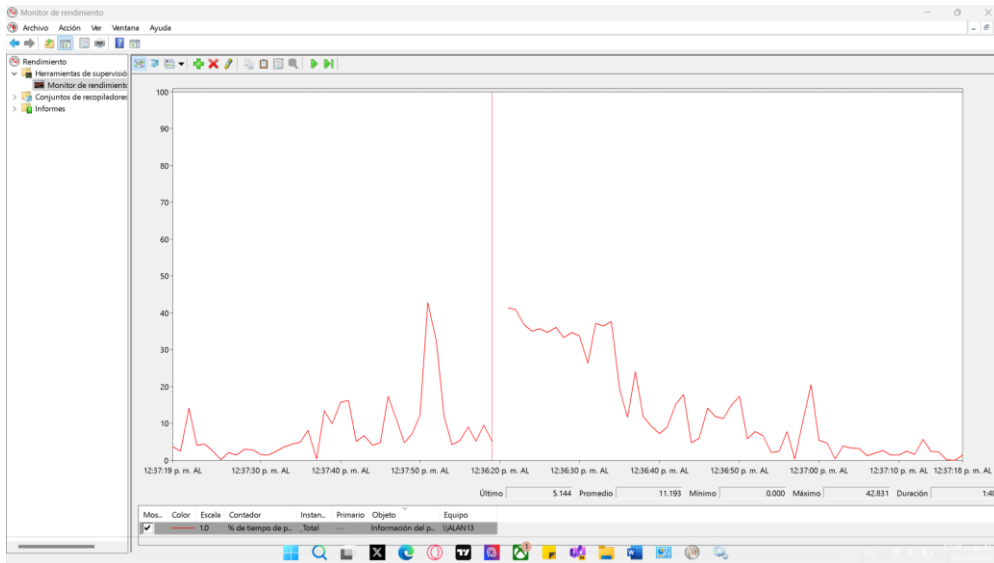 Monitor de rendimiento
Archivo Acción Ver Ventana Ayuda
Rendimiento
Herramientas de supervisió
Monitor de rendimiento
Conjuntos de recopiladores
Informes
100
90
80
70
60
50
40
30
20
10
0
12:37:19 p. m. AL 12:37:30 p. m. AL 12:37:40 p. m. AL 12:37:50 p. m. AL 12:36:20 p. m. AL 12:36:30 p. m. AL 12:36:40 p. m. AL 12:36:50 p. m. AL 12:37:00 p. m. AL 12:37:10 p. m. AL 12:37:18 p. m. AL
Último 5.144 Promedio 11.193 Mínimo 0.000 Máximo 42.831 Duración 1:40
Mos... Color Escala Contador Instan... Primario Objeto Equipo
1.0 % de tiempo de p... _Total --- Información del p... \\ALAN13